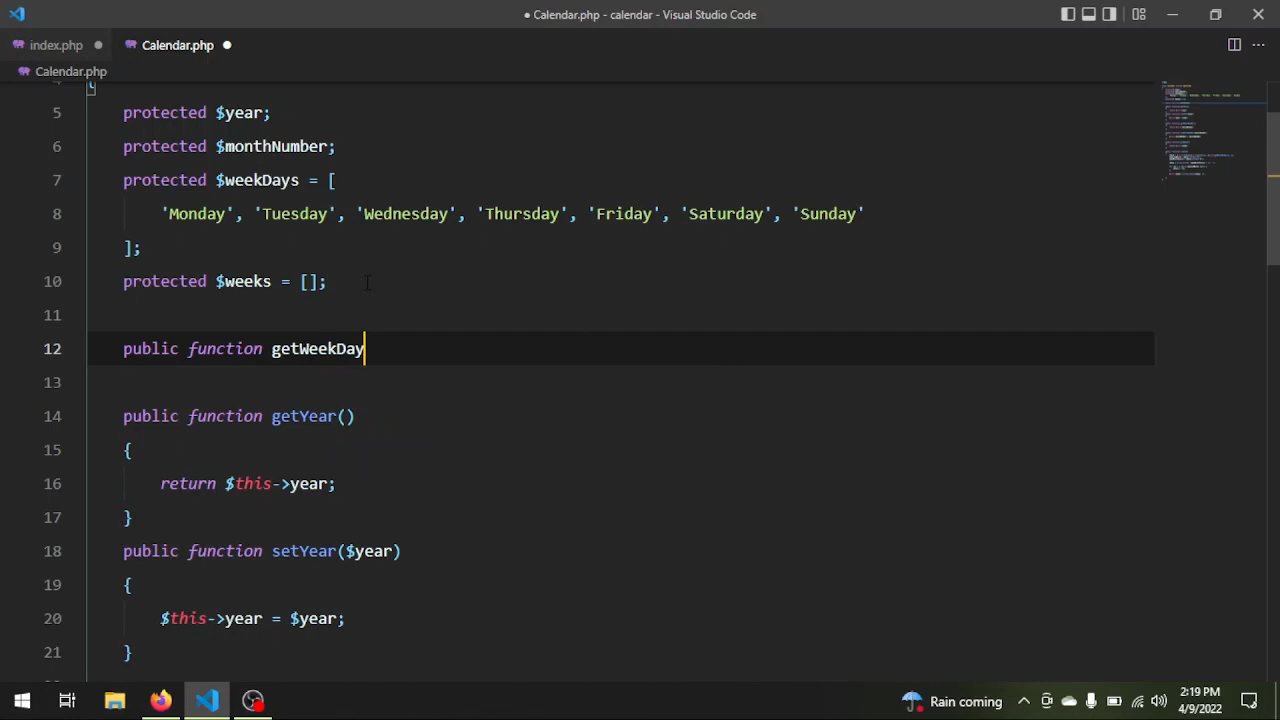 ● Calendar.php - calendar - Visual Studio Code
index.php ●
Calendar.php ●
Calendar.php
{
5 protected $year;
6 protected $monthNumber;
7 protected $weekDays = [
8 'Monday', 'Tuesday', 'Wednesday', 'Thursday', 'Friday', 'Saturday', 'Sunday'
9 ];
10 protected $weeks = [];
11
12 public function getWeekDay
13
14 public function getYear()
15 {
16 return $this->year;
17 }
18 public function setYear($year)
19 {
20 $this->year = $year;
21 }
Rain coming
2:19 PM
4/9/2022